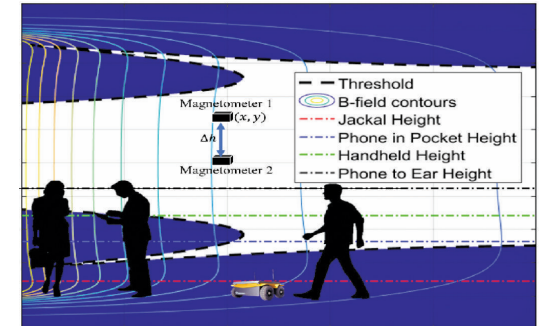 Threshold
B-field contours
Jackal Height
Phone in Pocket Height
Handheld Height
Phone to Ear Height
Magnetometer 1
(x, y)
Δh
Magnetometer 2